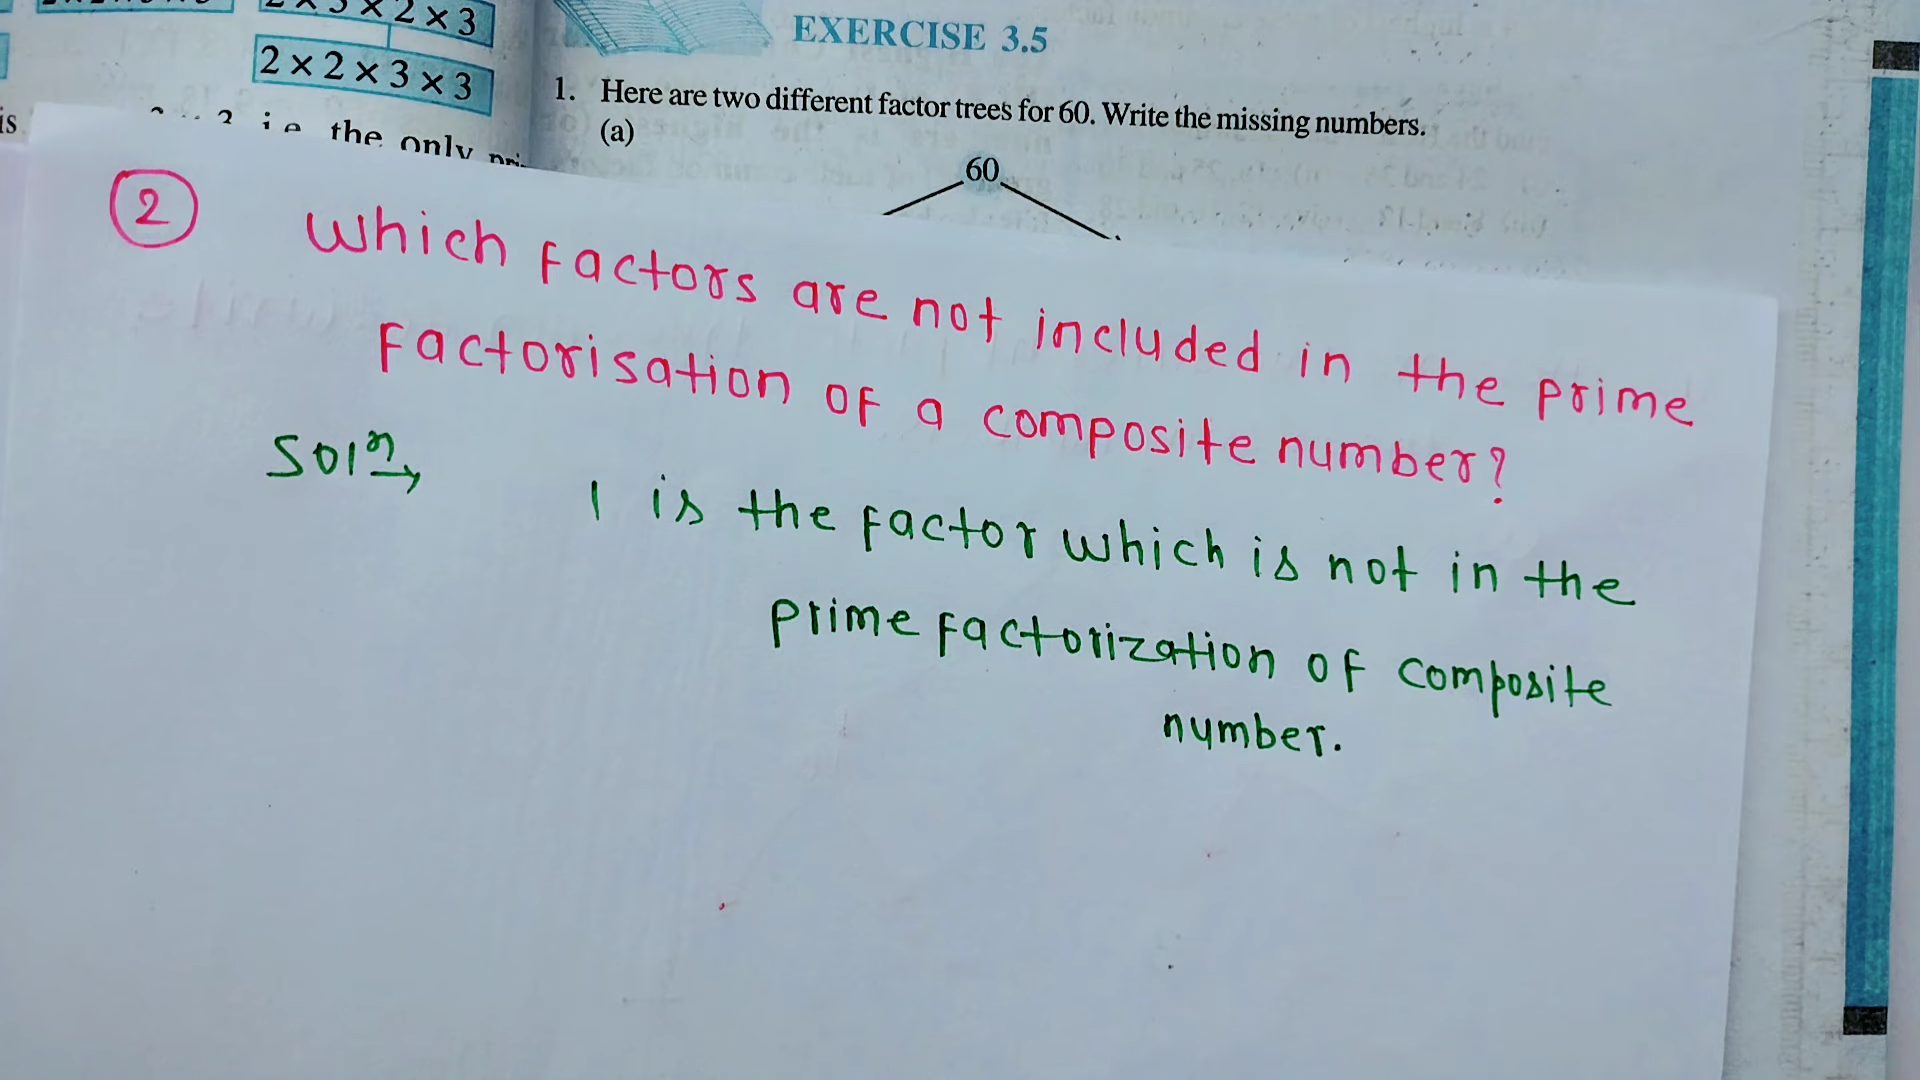 × 2 × 3
2 × 2 × 3 × 3
is
the only
EXERCISE 3.5
1. Here are two different factor trees for 60. Write the missing numbers.
(a)
60
2
Which Factors are not included in the prime
Factorisation of a composite number?
Solⁿ
1 is the factor which is not in the
prime factorization of composite
number.